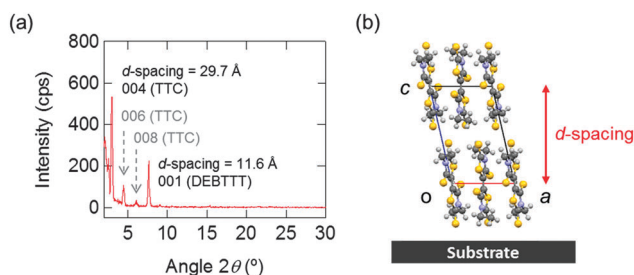 (a)
800
600
400
200
0
Intensity (cps)
d-spacing = 29.7 Å
004 (TTC)
006 (TTC)
008 (TTC)
d-spacing = 11.6 Å
001 (DEBTTT)
5 10 15 20 25 30
Angle 2θ (º)
(b)
c
d-spacing
o a
Substrate